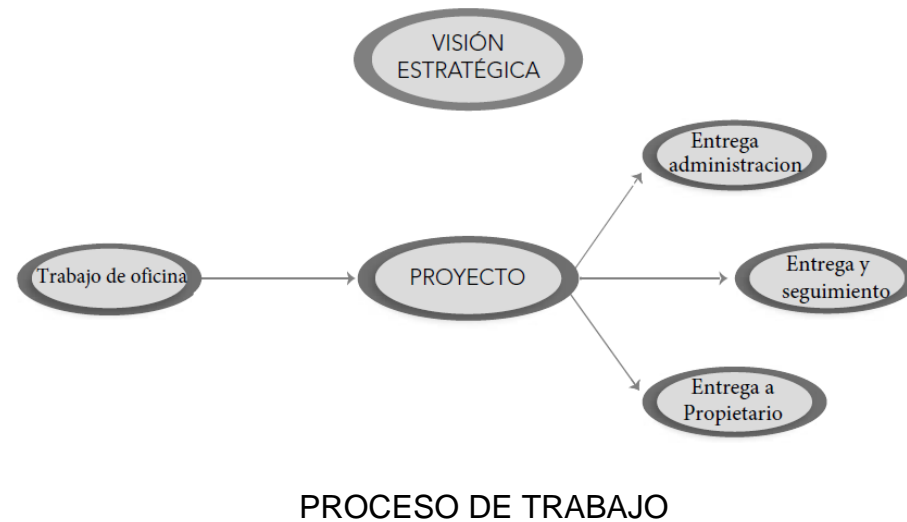 VISIÓN
ESTRATÉGICA
Entrega
administracion
Trabajo de oficina
PROYECTO
Entrega y
seguimiento
Entrega a
Propietario
PROCESO DE TRABAJO